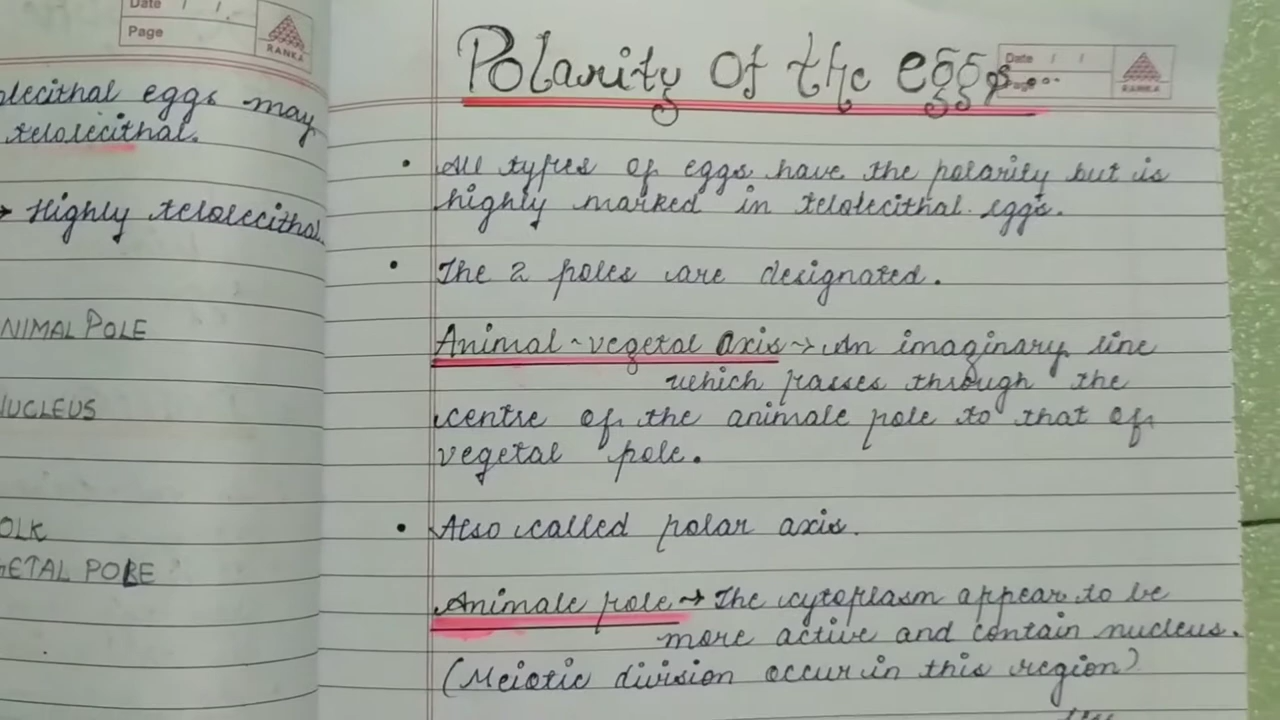 Date / /
Page
RANKA
lecithal eggs may
telolecithal.
→ Highly telolecithal
NIMAL POLE
NUCLEUS
OLK
GETAL POLE
Polarity Of the eggs...
Date / /
Page
RANKA
• All types of eggs have the polarity but is
highly marked in telolecithal eggs.
• The 2 poles are designated.
Animal-vegetal axis → An imaginary line
which passes through the
centre of the animale pole to that of
vegetal pole.
• Also called polar axis.
Animale pole → The cytoplasm appear to be
more active and contain nucleus.
(Meiotic division occur in this region)